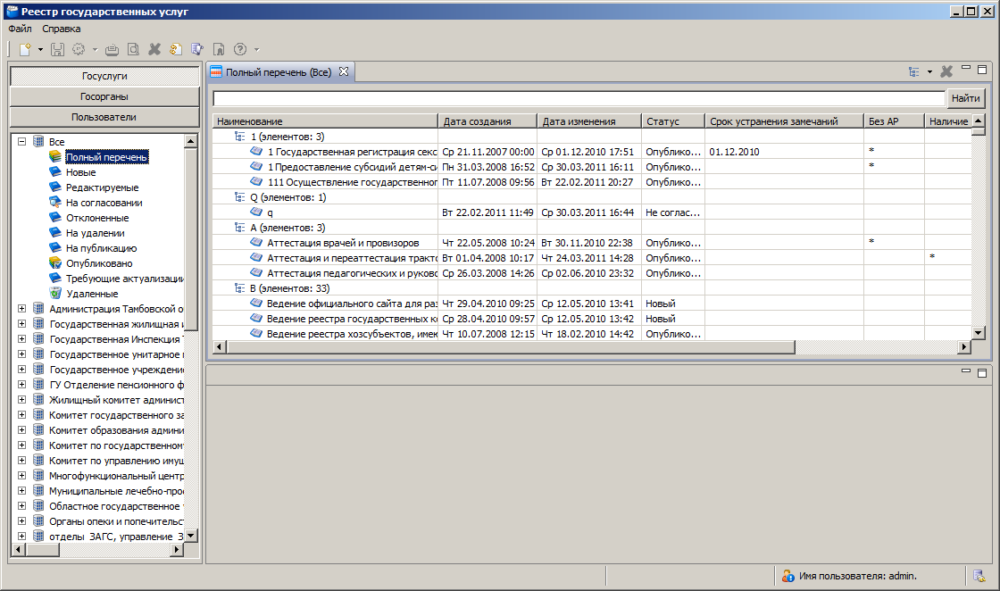 Реестр государственных услуг
Файл Справка
Госуслуги
Госорганы
Пользователи
Все
Полный перечень
Новые
Редактируемые
На согласовании
Отклоненные
На удалении
На публикацию
Опубликовано
Требующие актуализации
Удаленные
Администрация Тамбовской о
Государственная жилищная и
Государственная Инспекция Т
Государственное унитарное
Государственное учреждение
ГУ Отделение пенсионного ф
Жилищный комитет админист
Комитет государственного за
Комитет образования админи
Комитет по государственном
Комитет по управлению имущ
Многофункциональный центр
Муниципальные лечебно-проф
Областное государственное
Органы опеки и попечительст
отделы ЗАГС, управление З
Полный перечень (Все)
Найти
Наименование Дата создания Дата изменения Статус Срок устранения замечаний Без АР Наличие
1 (элементов: 3)
1 Государственная регистрация секс Ср 21.11.2007 00:00 Ср 01.12.2010 17:51 Опублико... 01.12.2010 *
1 Предоставление субсидий детям-си Пн 31.03.2008 16:52 Ср 30.03.2011 16:11 Опублико... *
111 Осуществление государственног Пт 11.07.2008 09:56 Вт 22.02.2011 20:27 Опублико...
Q (элементов: 1)
q Вт 22.02.2011 11:49 Ср 30.03.2011 16:44 Не соглас...
А (элементов: 3)
Аттестация врачей и провизоров Чт 22.05.2008 10:24 Вт 30.11.2010 22:38 Опублико... *
Аттестация и переаттестация тракто Вт 01.04.2008 10:17 Чт 24.03.2011 14:28 Опублико... *
Аттестация педагогических и руково Ср 26.03.2008 14:26 Ср 02.06.2010 23:32 Опублико...
В (элементов: 33)
Ведение официального сайта для раз Чт 29.04.2010 09:25 Ср 12.05.2010 13:41 Новый
Ведение реестра государственных ко Ср 28.04.2010 09:57 Ср 12.05.2010 13:42 Новый
Ведение реестра хозсубъектов, имею Чт 10.07.2008 12:15 Чт 18.02.2010 14:42 Опублико...
Имя пользователя: admin.